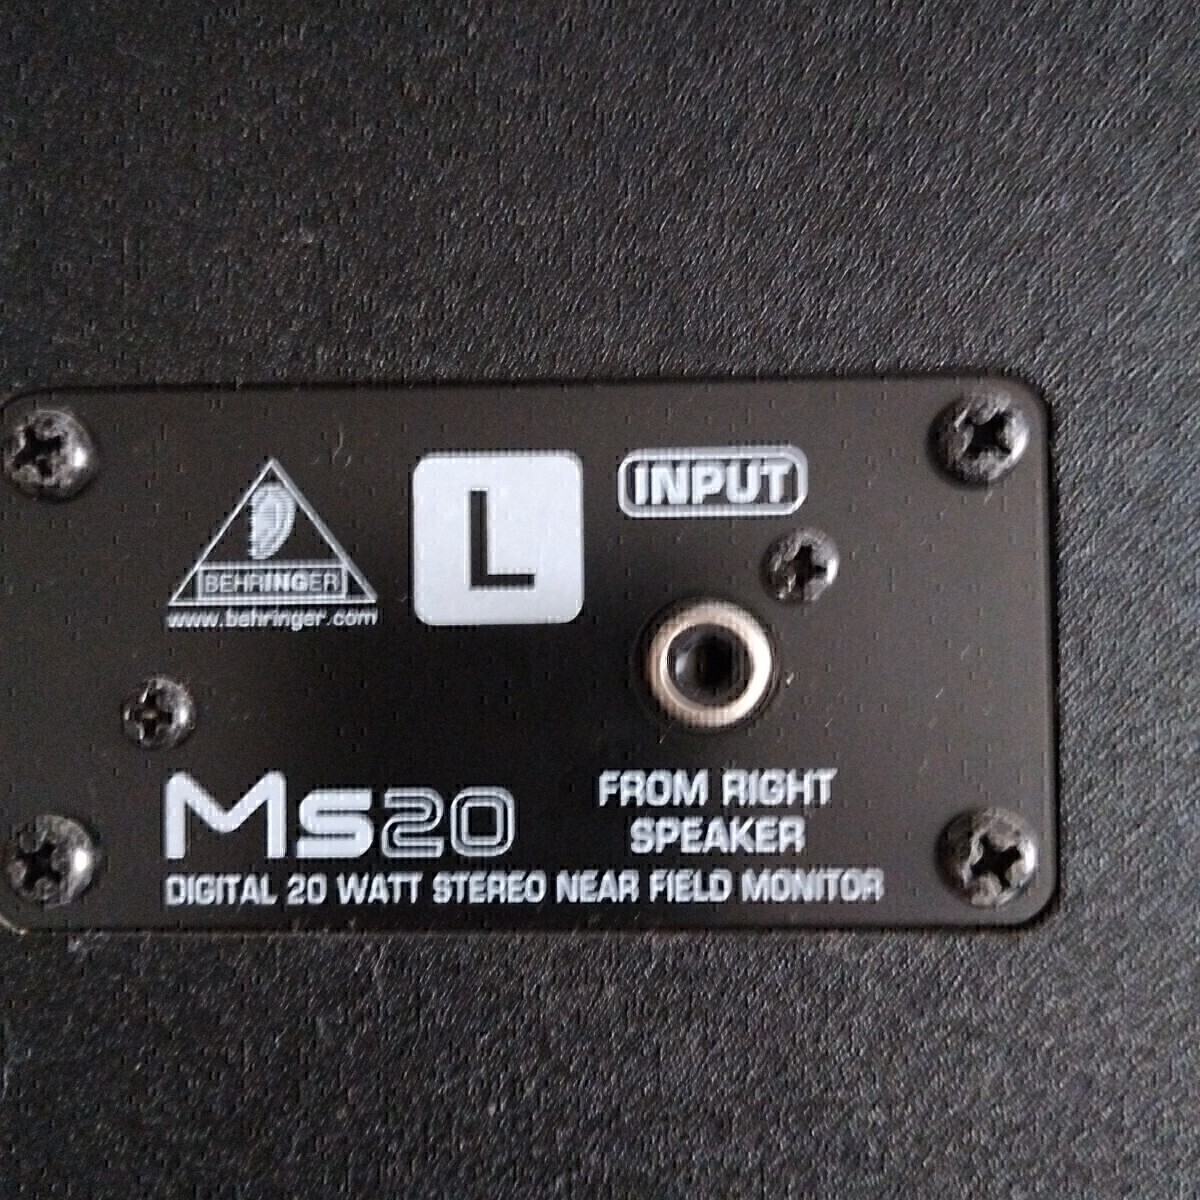 BEHRINGER
www.behringer.com
L
INPUT
FROM RIGHT
SPEAKER
Ms20
DIGITAL 20 WATT STEREO NEAR FIELD MONITOR